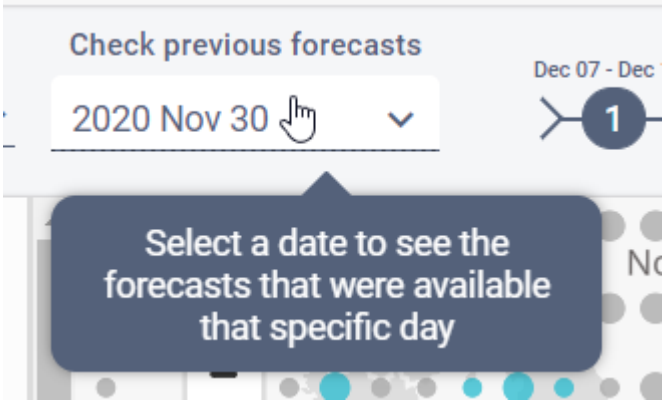 Check previous forecasts
2020 Nov 30
Dec 07 - Dec
1
Select a date to see the
forecasts that were available
that specific day